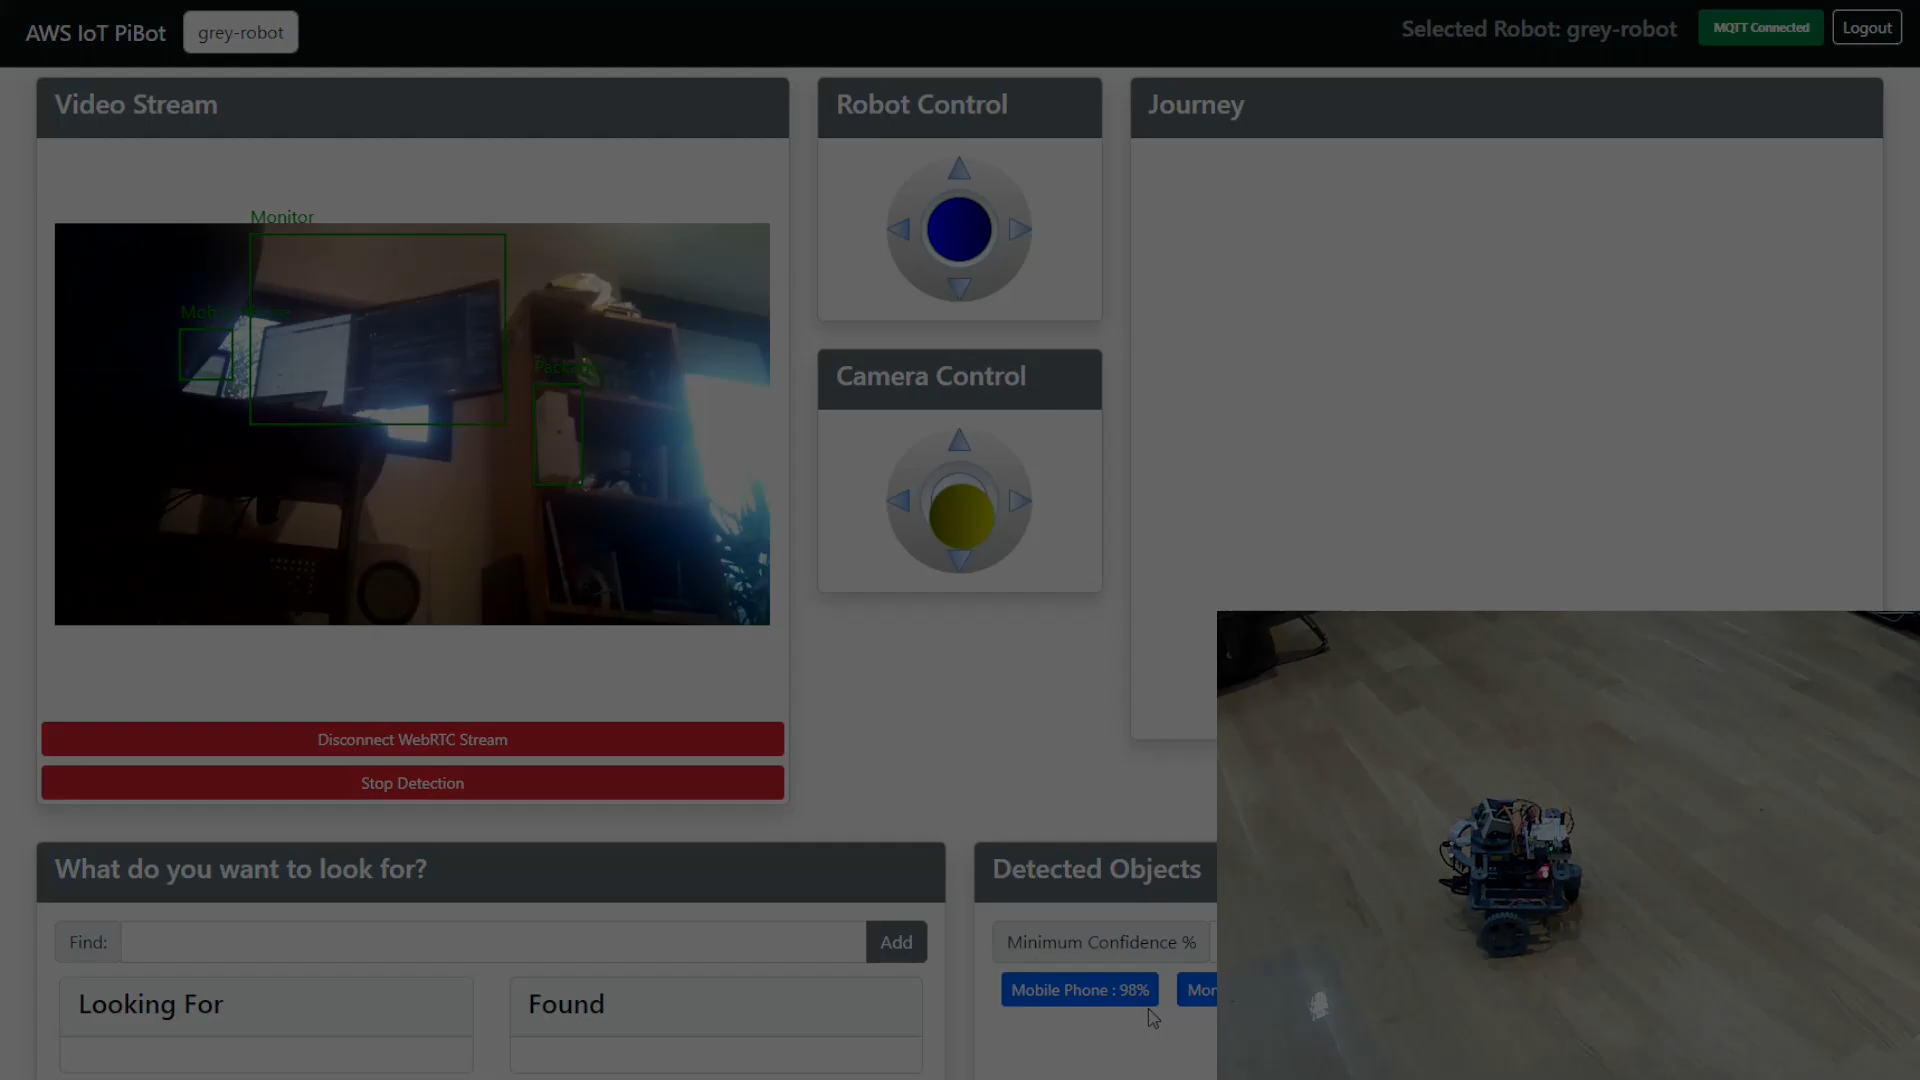 AWS IoT PiBot
grey-robot
Selected Robot: grey-robot
MQTT Connected
Logout
Video Stream
Robot Control
Journey
Monitor
Camera Control
Disconnect WebRTC Stream
Stop Detection
What do you want to look for?
Detected Objects
Find:
Add
Minimum Confidence %
Looking For
Found
Mobile Phone : 98%